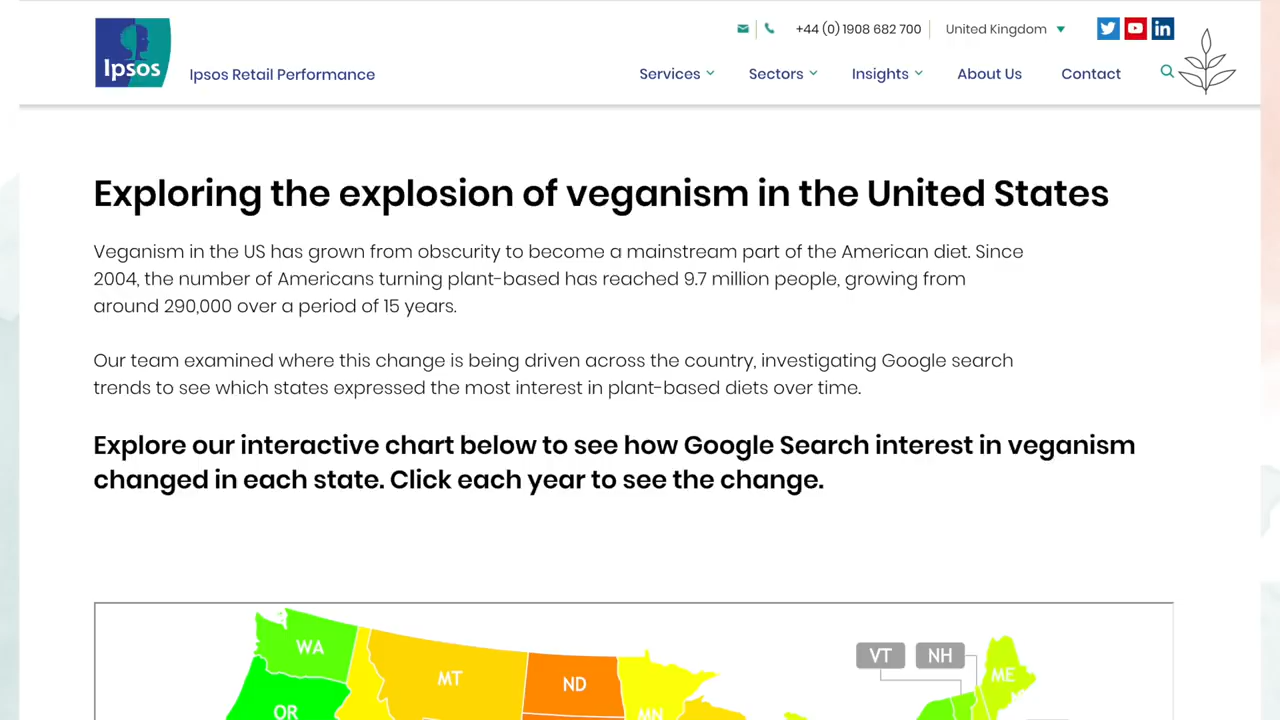 +44 (0) 1908 682 700
United Kingdom
Ipsos
Ipsos Retail Performance
Services
Sectors
Insights
About Us
Contact
Exploring the explosion of veganism in the United States
Veganism in the US has grown from obscurity to become a mainstream part of the American diet. Since
2004, the number of Americans turning plant-based has reached 9.7 million people, growing from
around 290,000 over a period of 15 years.
Our team examined where this change is being driven across the country, investigating Google search
trends to see which states expressed the most interest in plant-based diets over time.
Explore our interactive chart below to see how Google Search interest in veganism
changed in each state. Click each year to see the change.
WA
VT
NH
MT
ND
ME
OR
MN